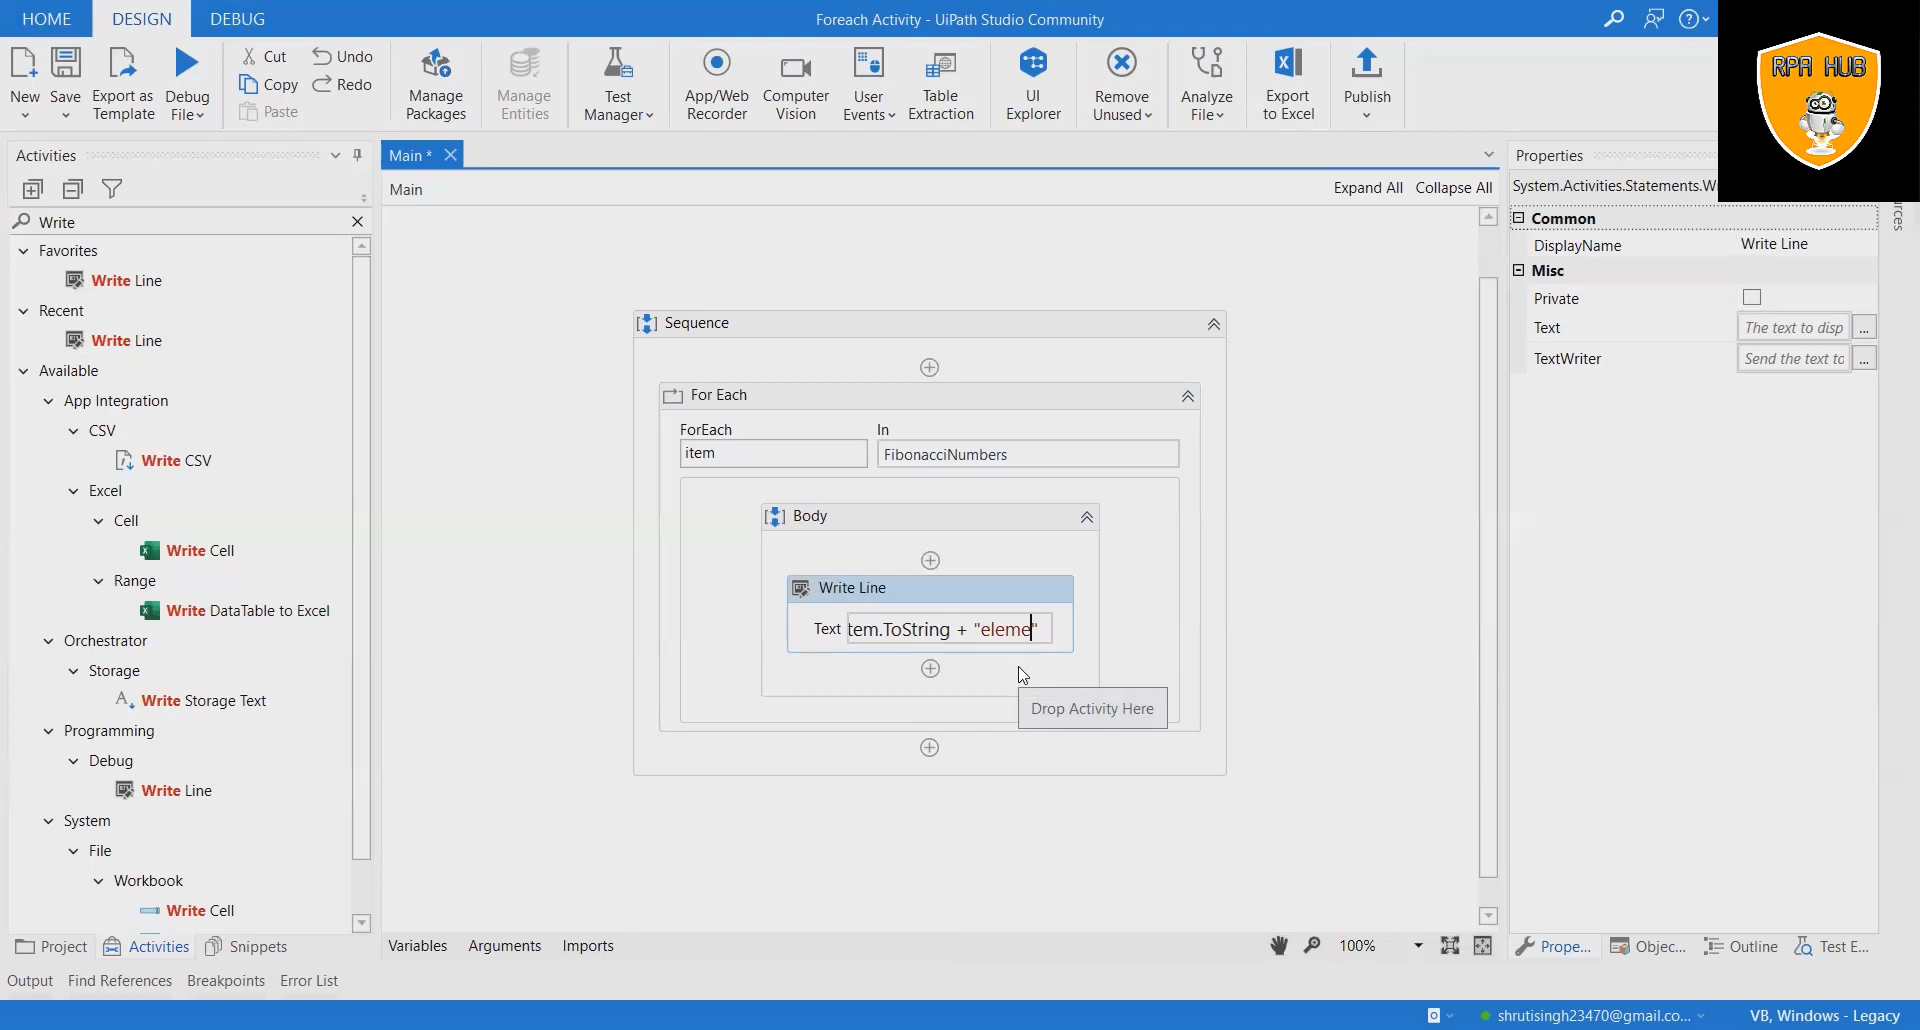 HOME DESIGN DEBUG
Foreach Activity - UiPath Studio Community
RPA HUB
New Save Export as Template Debug File
Cut Copy Paste
Undo Redo
Manage Packages
Manage Entities
Test Manager
App/Web Recorder
Computer Vision
User Events
Table Extraction
UI Explorer
Remove Unused
Analyze File
Export to Excel
Publish
Activities
Write
Favorites
Write Line
Recent
Write Line
Available
App Integration
CSV
Write CSV
Excel
Cell
Write Cell
Range
Write DataTable to Excel
Orchestrator
Storage
Write Storage Text
Programming
Debug
Write Line
System
File
Workbook
Write Cell
Project Activities Snippets
Main *
Main
Expand All Collapse All
Sequence
For Each
ForEach In
item FibonacciNumbers
Body
Write Line
Text tem.ToString + "eleme"
Drop Activity Here
Variables Arguments Imports
100%
Properties
System.Activities.Statements.W
Common
DisplayName Write Line
Misc
Private
Text The text to disp ...
TextWriter Send the text to ...
urces
Prope... Objec... Outline Test E...
Output Find References Breakpoints Error List
shrutisingh23470@gmail.co...
VB, Windows - Legacy